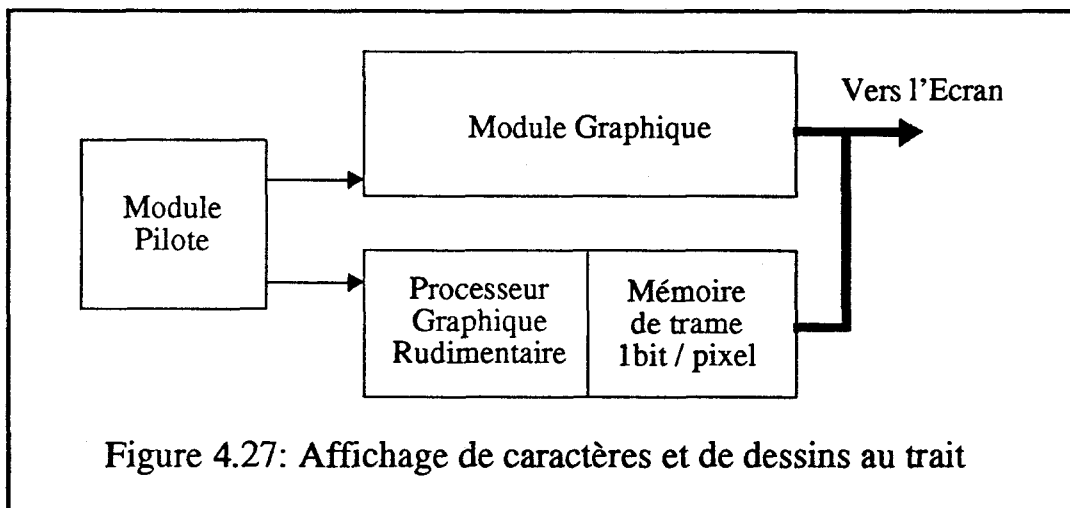 Vers l'Ecran
Module Graphique
Module
Pilote
Processeur
Graphique
Rudimentaire
Mémoire
de trame
1bit / pixel
Figure 4.27: Affichage de caractères et de dessins au trait